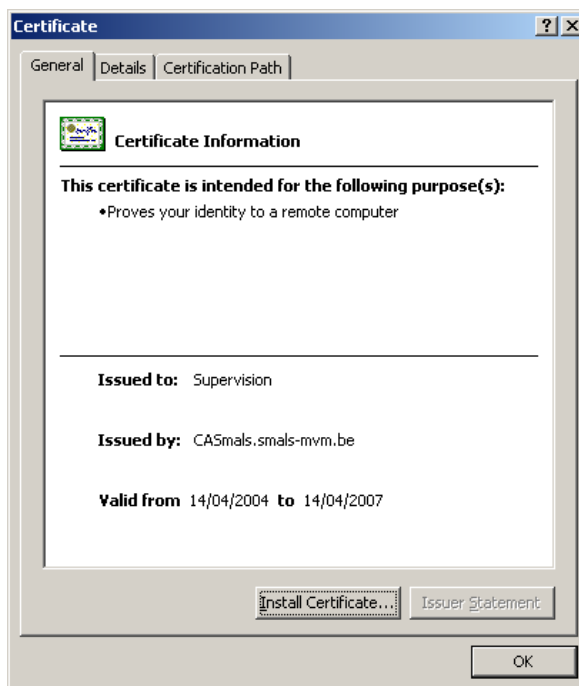 Certificate
General Details Certification Path
Certificate Information
This certificate is intended for the following purpose(s):
•Proves your identity to a remote computer
Issued to: Supervision
Issued by: CASmals.smals-mvm.be
Valid from 14/04/2004 to 14/04/2007
Install Certificate... Issuer Statement
OK